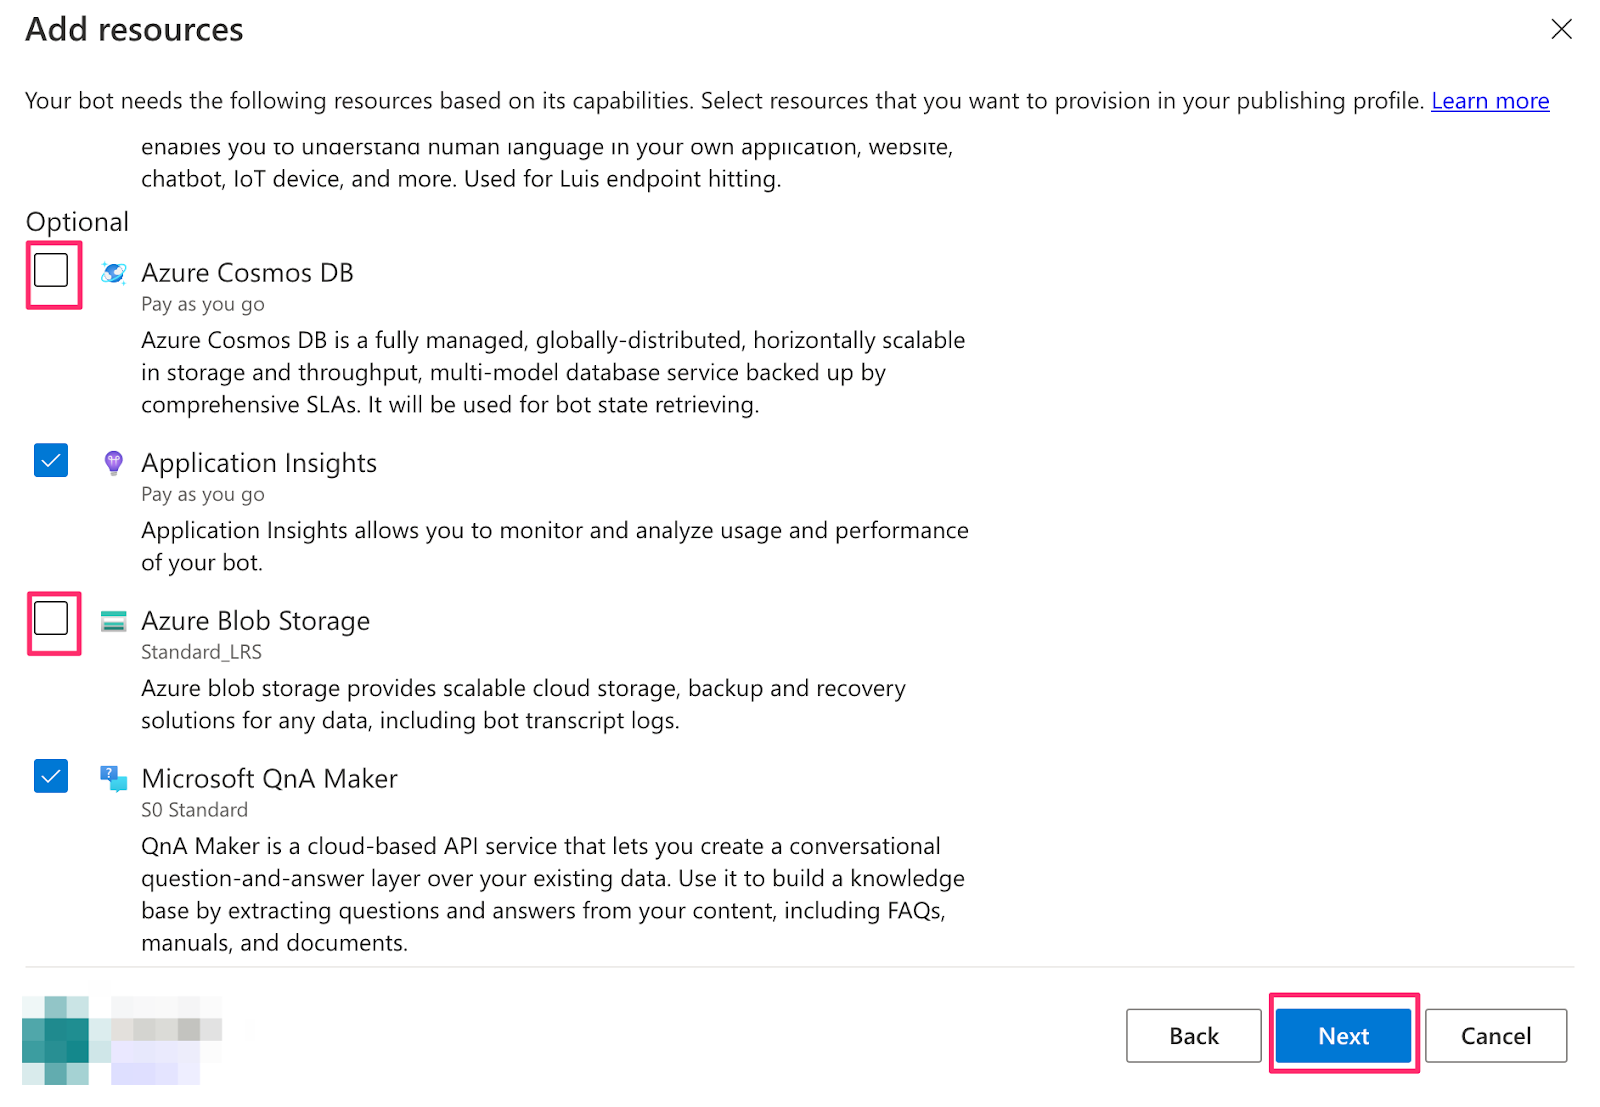 Add resources
Your bot needs the following resources based on its capabilities. Select resources that you want to provision in your publishing profile. Learn more
enables you to understand human language in your own application, website,
chatbot, IoT device, and more. Used for Luis endpoint hitting.
Optional
Azure Cosmos DB
Pay as you go
Azure Cosmos DB is a fully managed, globally-distributed, horizontally scalable
in storage and throughput, multi-model database service backed up by
comprehensive SLAs. It will be used for bot state retrieving.
Application Insights
Pay as you go
Application Insights allows you to monitor and analyze usage and performance
of your bot.
Azure Blob Storage
Standard_LRS
Azure blob storage provides scalable cloud storage, backup and recovery
solutions for any data, including bot transcript logs.
Microsoft QnA Maker
S0 Standard
QnA Maker is a cloud-based API service that lets you create a conversational
question-and-answer layer over your existing data. Use it to build a knowledge
base by extracting questions and answers from your content, including FAQs,
manuals, and documents.
Back Next Cancel